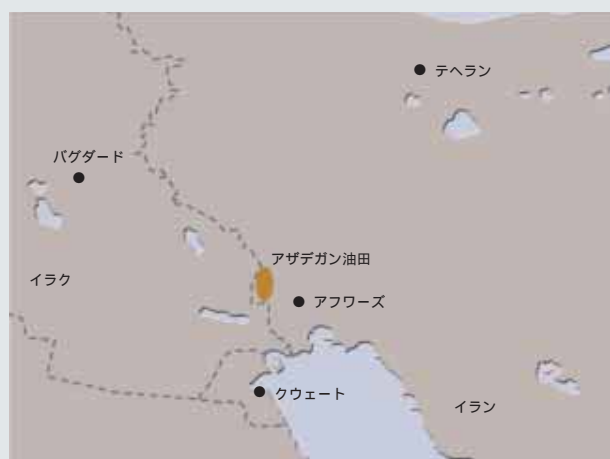 テヘラン
バグダード
アザデガン油田
イラク
アフワーズ
クウェート
イラン